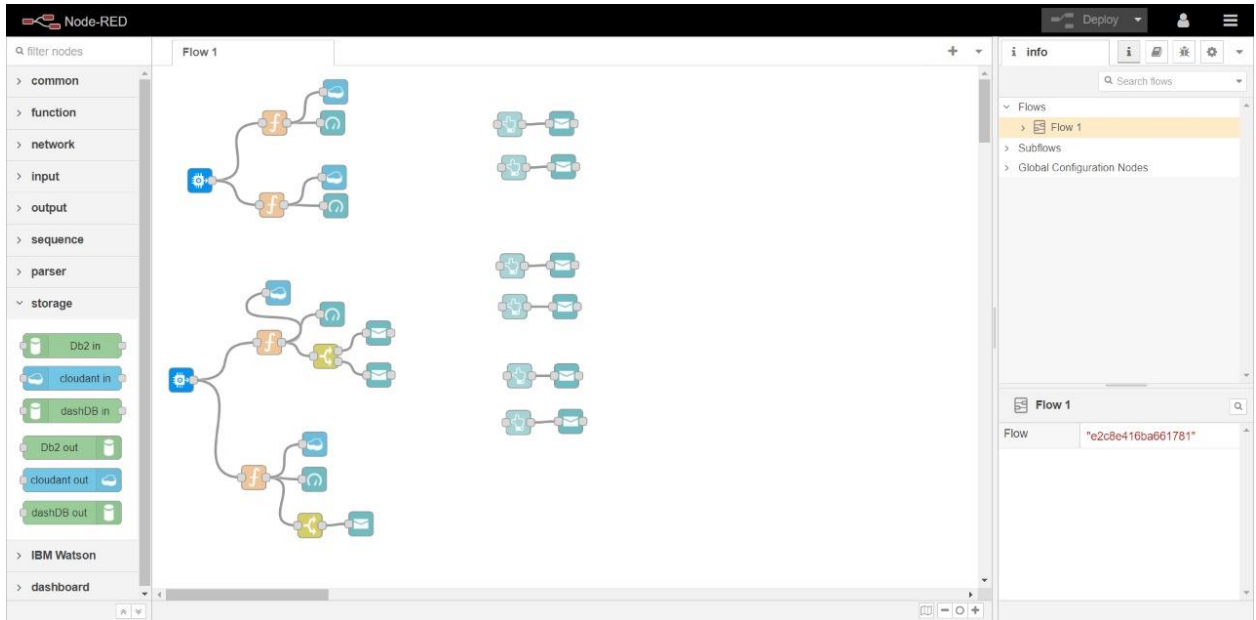 Node-RED
Deploy
filter nodes
Flow 1
info
Search flows
common
function
network
input
output
sequence
parser
storage
Db2 in
cloudant in
dashDB in
Db2 out
cloudant out
dashDB out
IBM Watson
dashboard
Flows
Flow 1
Subflows
Global Configuration Nodes
Flow 1
Flow "e2c8e416ba661781"